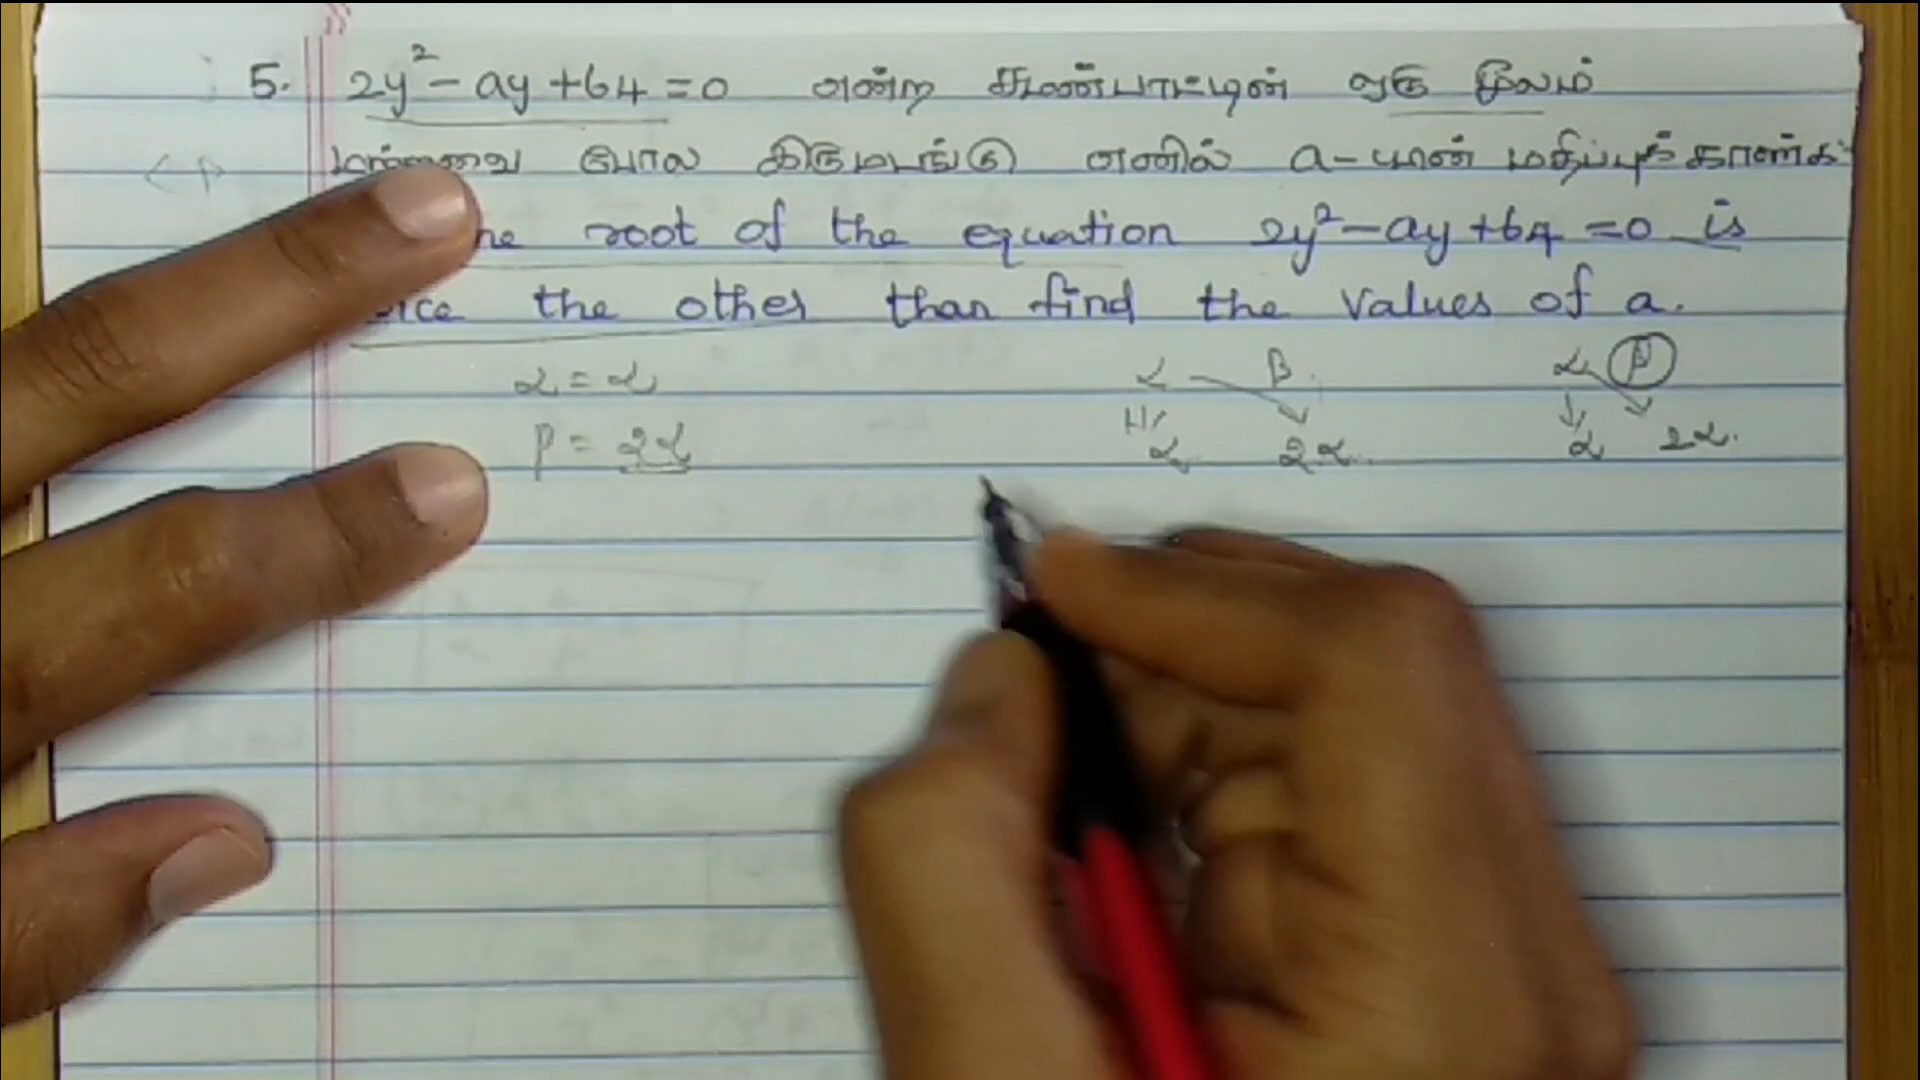 5. 2y² - ay + 64 = 0 என்ற சமன்பாட்டின் ஒரு மூலம்
மற்றதை போல இருமடங்கு எனில் a-யின் மதிப்புக் காண்க
root of the equation 2y² - ay + 64 = 0 is
the other than find the values of a.
α = α α β α β
β = 2α α 2α α 2α.